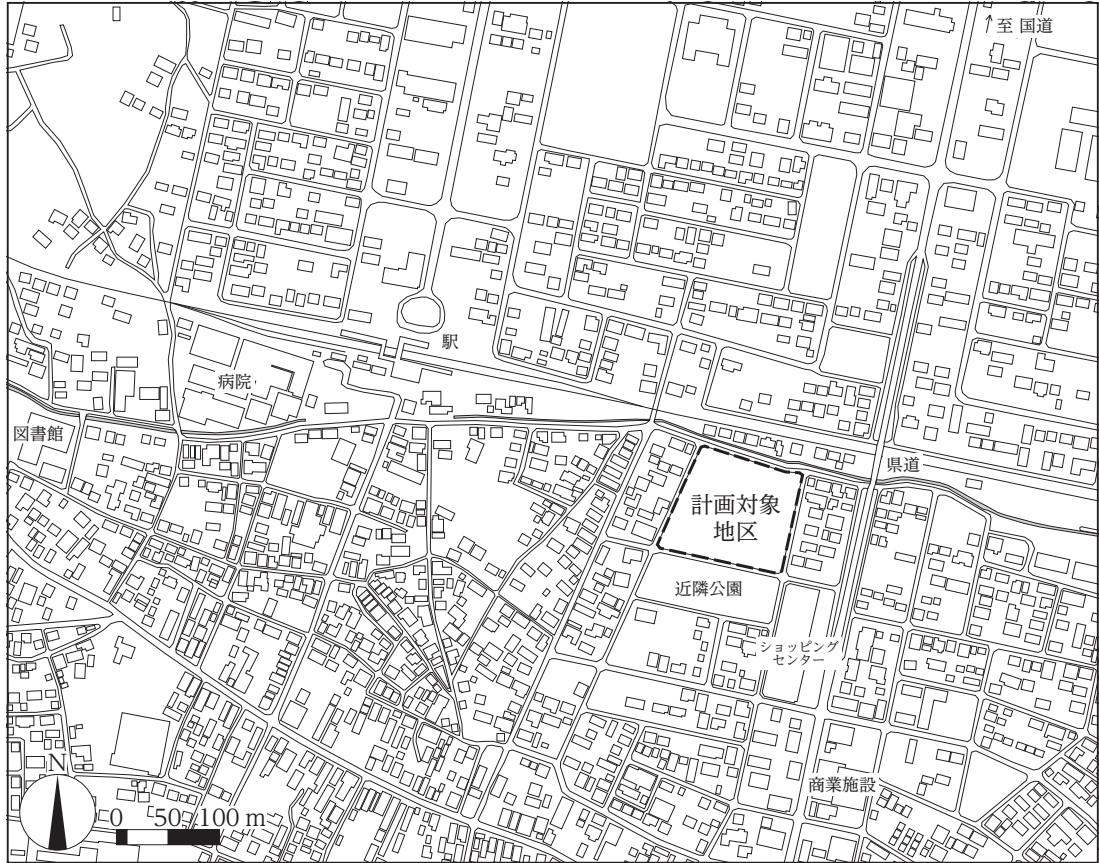 ↑至 国道
駅
病院
図書館
県道
計画対象
地区
近隣公園
ショッピング
センター
商業施設
N
0 50 100 m